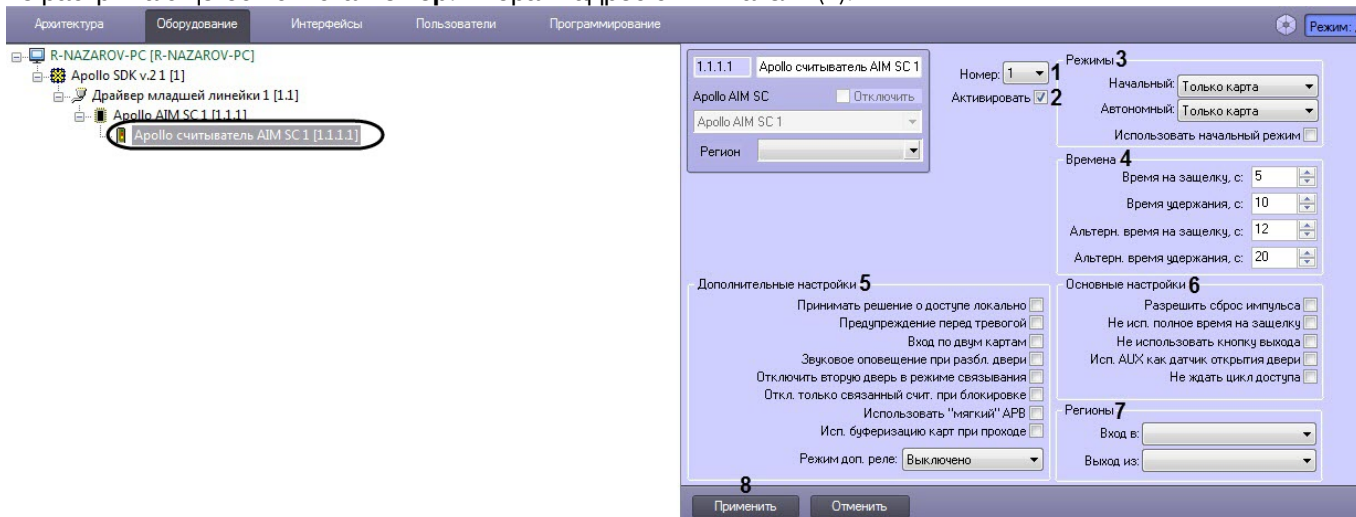 Архитектура Оборудование Интерфейсы Пользователи Программирование Режим:
R-NAZAROV-PC [R-NAZAROV-PC]
Apollo SDK v.2 1 [1]
Драйвер младшей линейки 1 [1.1]
Apollo AIM SC 1 [1.1.1]
Apollo считыватель AIM SC 1 [1.1.1.1]
1.1.1.1 Apollo считыватель AIM SC 1
Apollo AIM SC Отключить
Apollo AIM SC 1
Регион
Номер: 1 1
Активировать 2
Режимы 3
Начальный: Только карта
Автономный: Только карта
Использовать начальный режим
Времена 4
Время на защелку, с: 5
Время удержания, с: 10
Альтерн. время на защелку, с: 12
Альтерн. время удержания, с: 20
Дополнительные настройки 5
Принимать решение о доступе локально
Предупреждение перед тревогой
Вход по двум картам
Звуковое оповещение при разбл. двери
Отключить вторую дверь в режиме связывания
Откл. только связанный счит. при блокировке
Использовать "мягкий" APB
Исп. буферизацию карт при проходе
Режим доп. реле: Выключено
Основные настройки 6
Разрешить сброс импульса
Не исп. полное время на защелку
Не использовать кнопку выхода
Исп. AUX как датчик открытия двери
Не ждать цикл доступа
Регионы 7
Вход в:
Выход из:
8
Применить Отменить